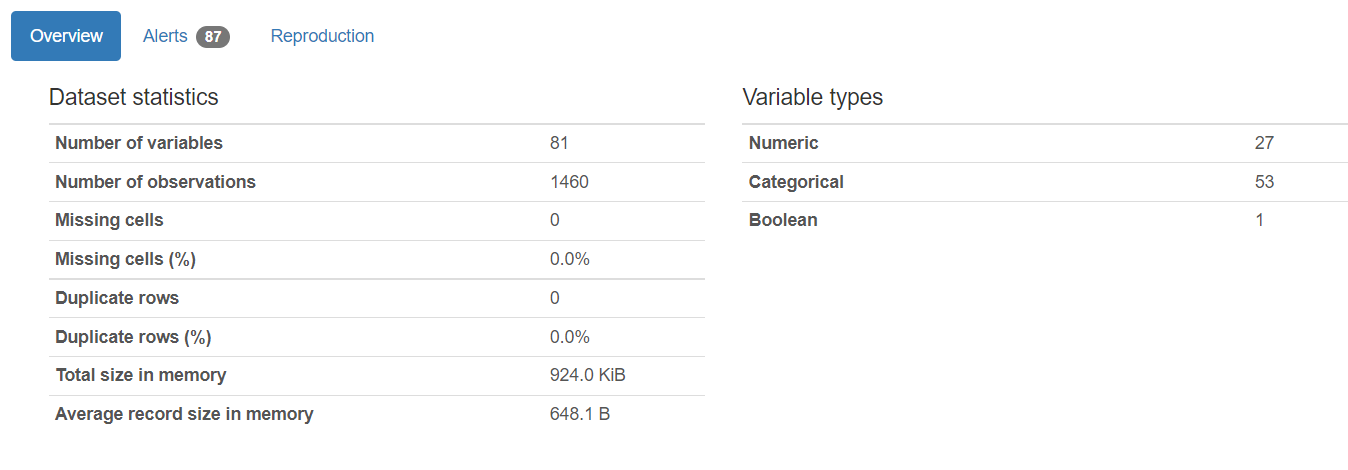 Overview Alerts 87 Reproduction
Dataset statistics
Number of variables 81
Number of observations 1460
Missing cells 0
Missing cells (%) 0.0%
Duplicate rows 0
Duplicate rows (%) 0.0%
Total size in memory 924.0 KiB
Average record size in memory 648.1 B
Variable types
Numeric 27
Categorical 53
Boolean 1